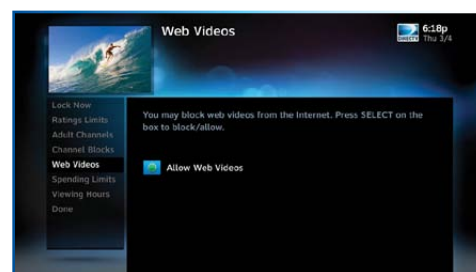 Web Videos
6:18p
DIRECTV Thu 3/4
Lock Now
Ratings Limits
Adult Channels
Channel Blocks
Web Videos
Spending Limits
Viewing Hours
Done
You may block web videos from the Internet. Press SELECT on the
box to block/allow.
Allow Web Videos